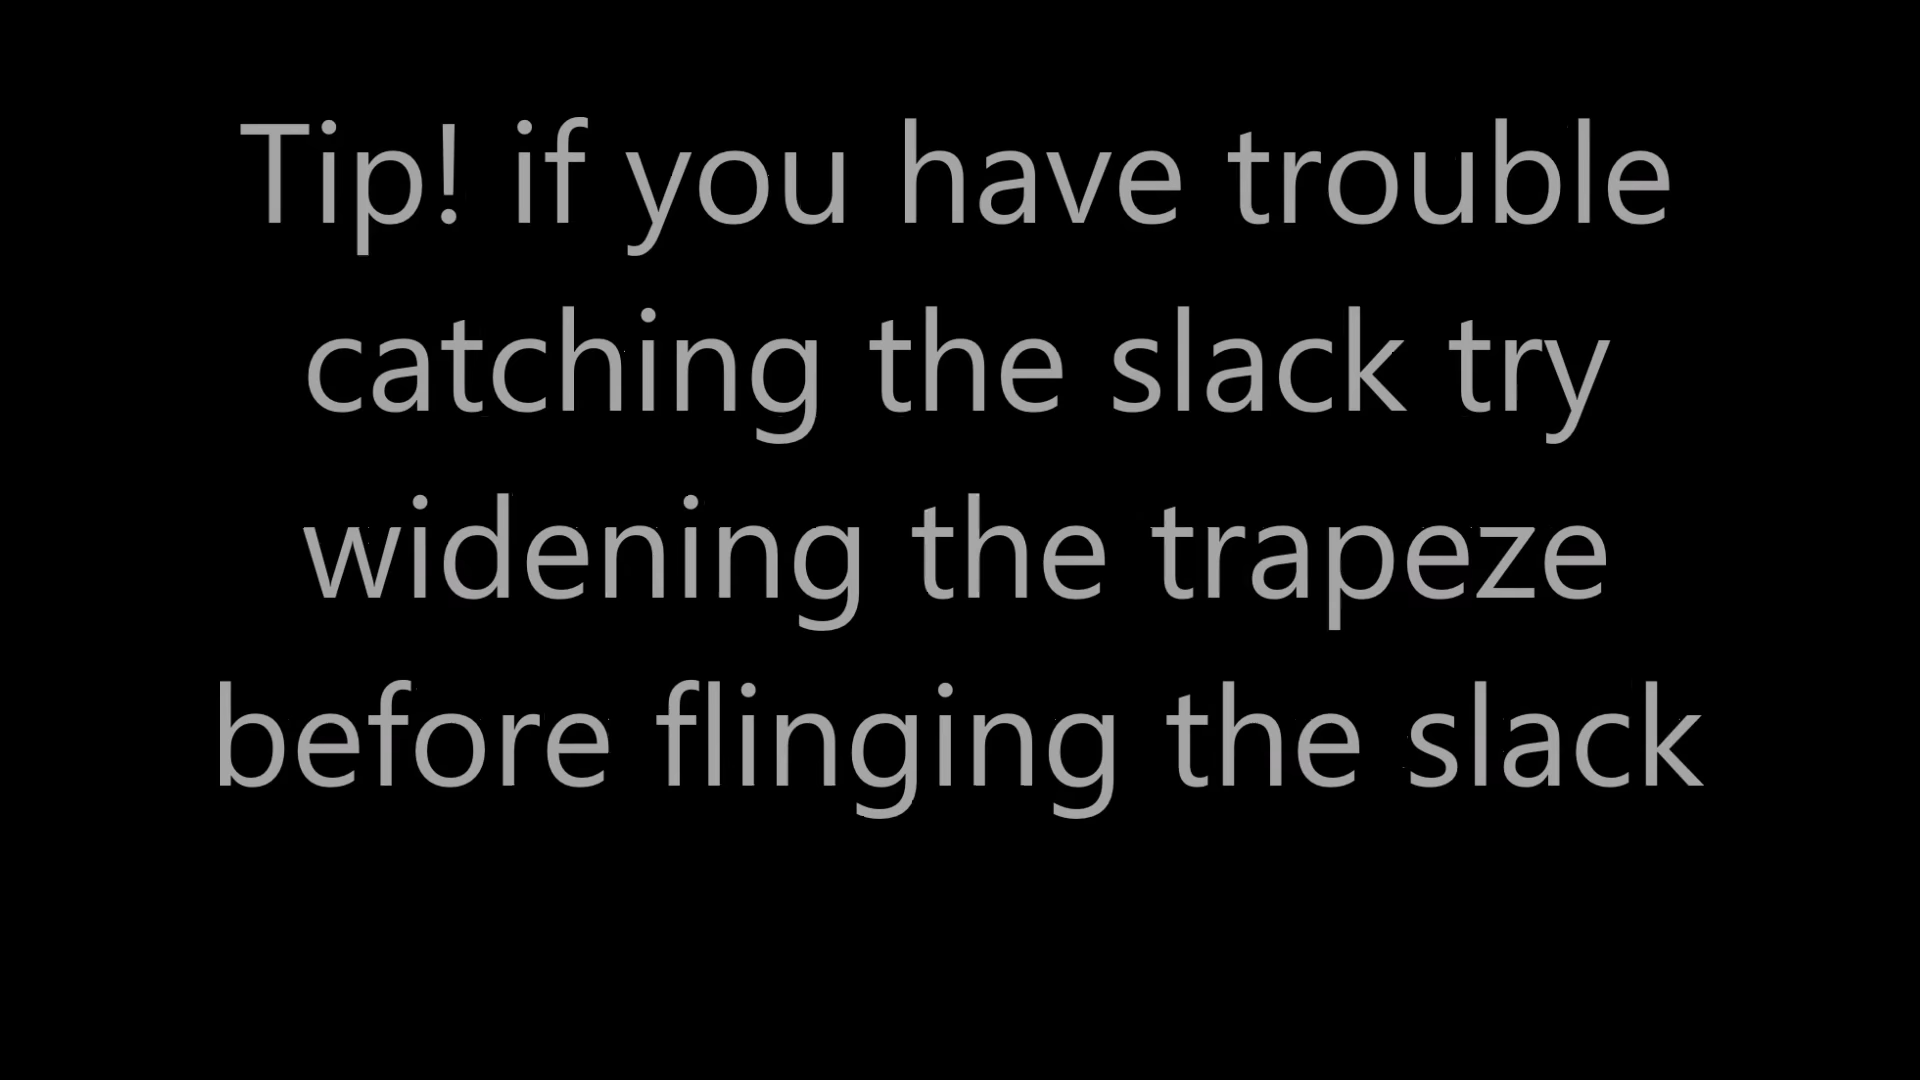 Tip! if you have trouble
catching the slack try
widening the trapeze
before flinging the slack